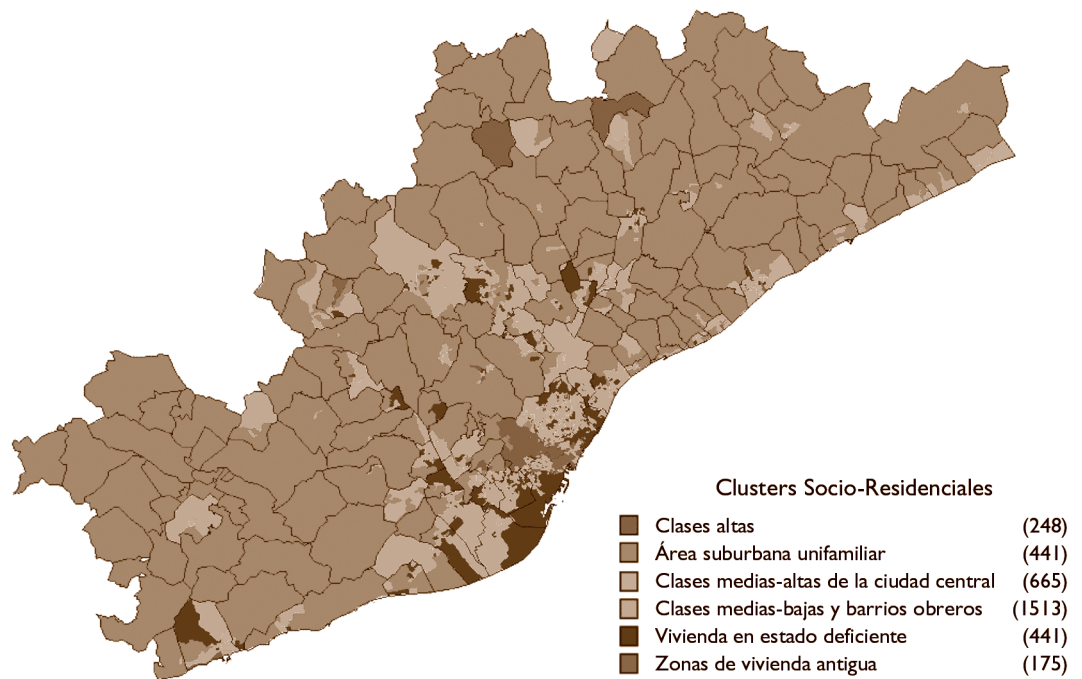 Clusters Socio-Residenciales
Clases altas (248)
Área suburbana unifamiliar (441)
Clases medias-altas de la ciudad central (665)
Clases medias-bajas y barrios obreros (1513)
Vivienda en estado deficiente (441)
Zonas de vivienda antigua (175)